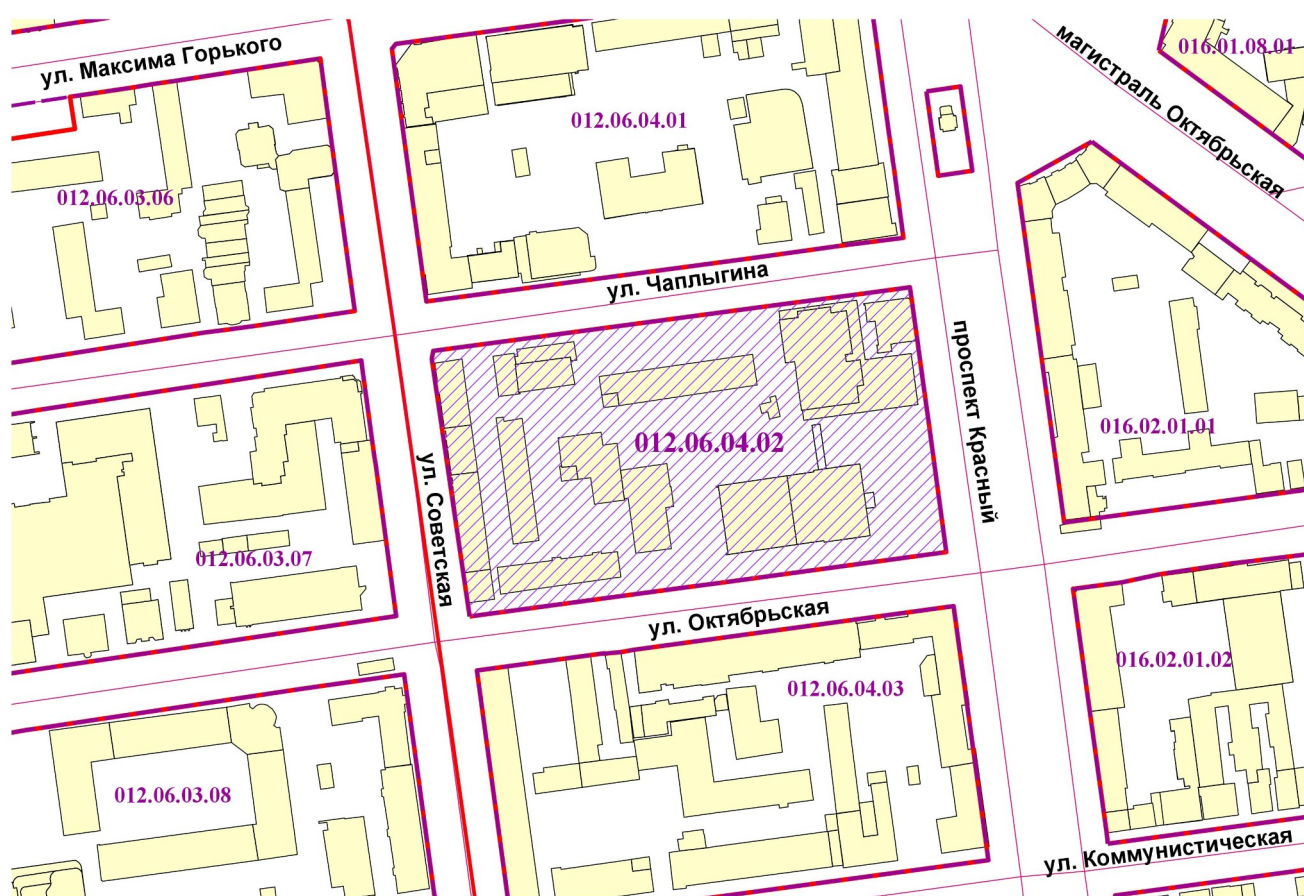 ул. Максима Горького
магистраль Октябрьская
016.01.08.01
012.06.04.01
012.06.03.06
ул. Чаплыгина
проспект Красный
016.02.01.01
012.06.04.02
ул. Советская
012.06.03.07
ул. Октябрьская
016.02.01.02
012.06.04.03
012.06.03.08
ул. Коммунистическая